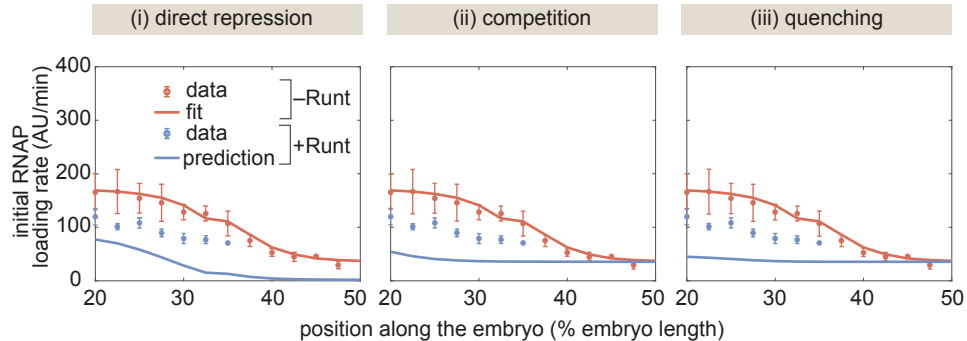 (i) direct repression
(ii) competition
(iii) quenching
initial RNAP
loading rate (AU/min)
400
300
200
100
0
data
fit
–Runt
data
prediction
+Runt
20 30 40 50
20 30 40 50
20 30 40 50
position along the embryo (% embryo length)